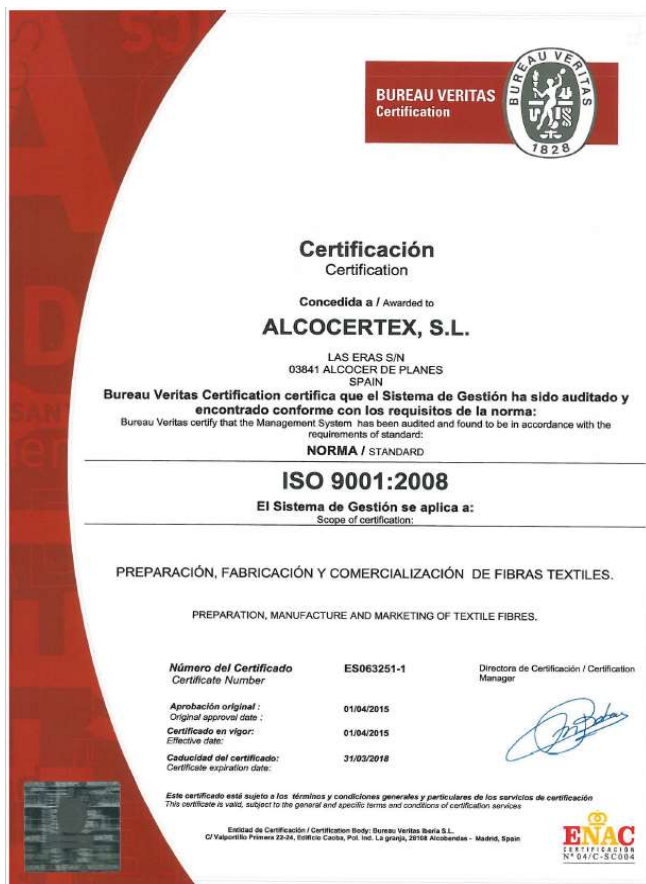 BUREAU VERITAS
Certification
BUREAU VERITAS
1828
Certificación
Certification
Concedida a / Awarded to
ALCOCERTEX, S.L.
LAS ERAS S/N
03841 ALCOCER DE PLANES
SPAIN
Bureau Veritas Certification certifica que el Sistema de Gestión ha sido auditado y
encontrado conforme con los requisitos de la norma:
Bureau Veritas certify that the Management System has been audited and found to be in accordance with the
requirements of standard:
NORMA / STANDARD
ISO 9001:2008
El Sistema de Gestión se aplica a:
Scope of certification:
PREPARACIÓN, FABRICACIÓN Y COMERCIALIZACIÓN DE FIBRAS TEXTILES.
PREPARATION, MANUFACTURE AND MARKETING OF TEXTILE FIBRES.
Número del Certificado ES063251-1 Directora de Certificación / Certification
Certificate Number Manager
Aprobación original : 01/04/2015
Original approval date :
Certificado en vigor: 01/04/2015
Effective date:
Caducidad del certificado: 31/03/2018
Certificate expiration date:
Este certificado está sujeto a los términos y condiciones generales y particulares de los servicios de certificación
This certificate is valid, subject to the general and specific terms and conditions of certification services
Entidad de Certificación / Certification Body: Bureau Veritas Iberia S.L.
C/ Valportillo Primera 22-24, Edificio Caoba, Pol. Ind. La granja, 28108 Alcobendas - Madrid, Spain
ENAC
CERTIFICACIÓN
Nº 04/C-SC004